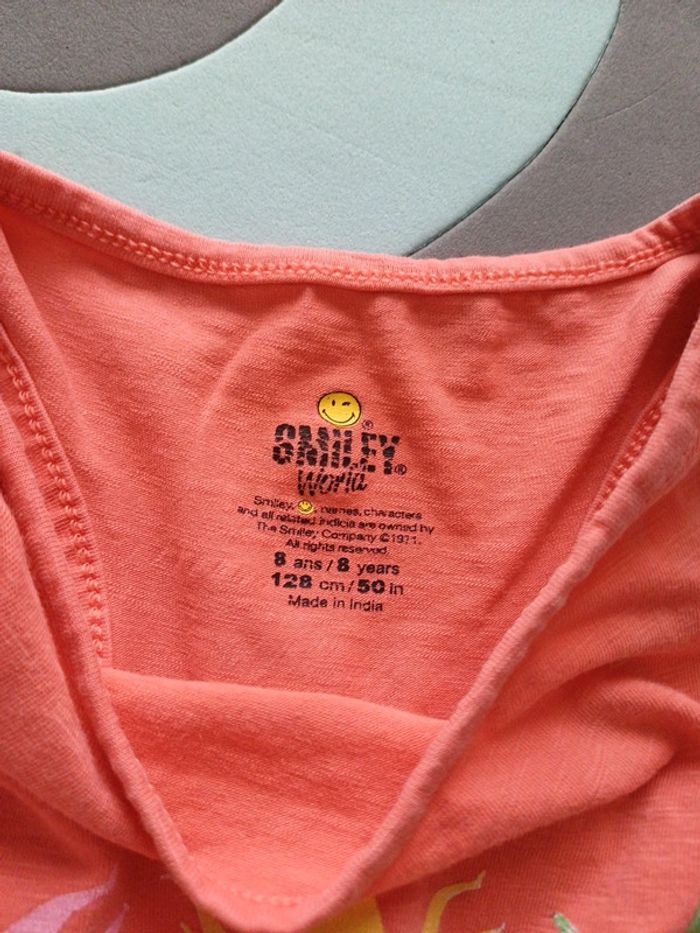 ®
SMILEY®
World
Smiley, names, characters
and all related indicia are owned by
The Smiley Company ©1971.
All rights reserved.
8 ans / 8 years
128 cm / 50 in
Made in India